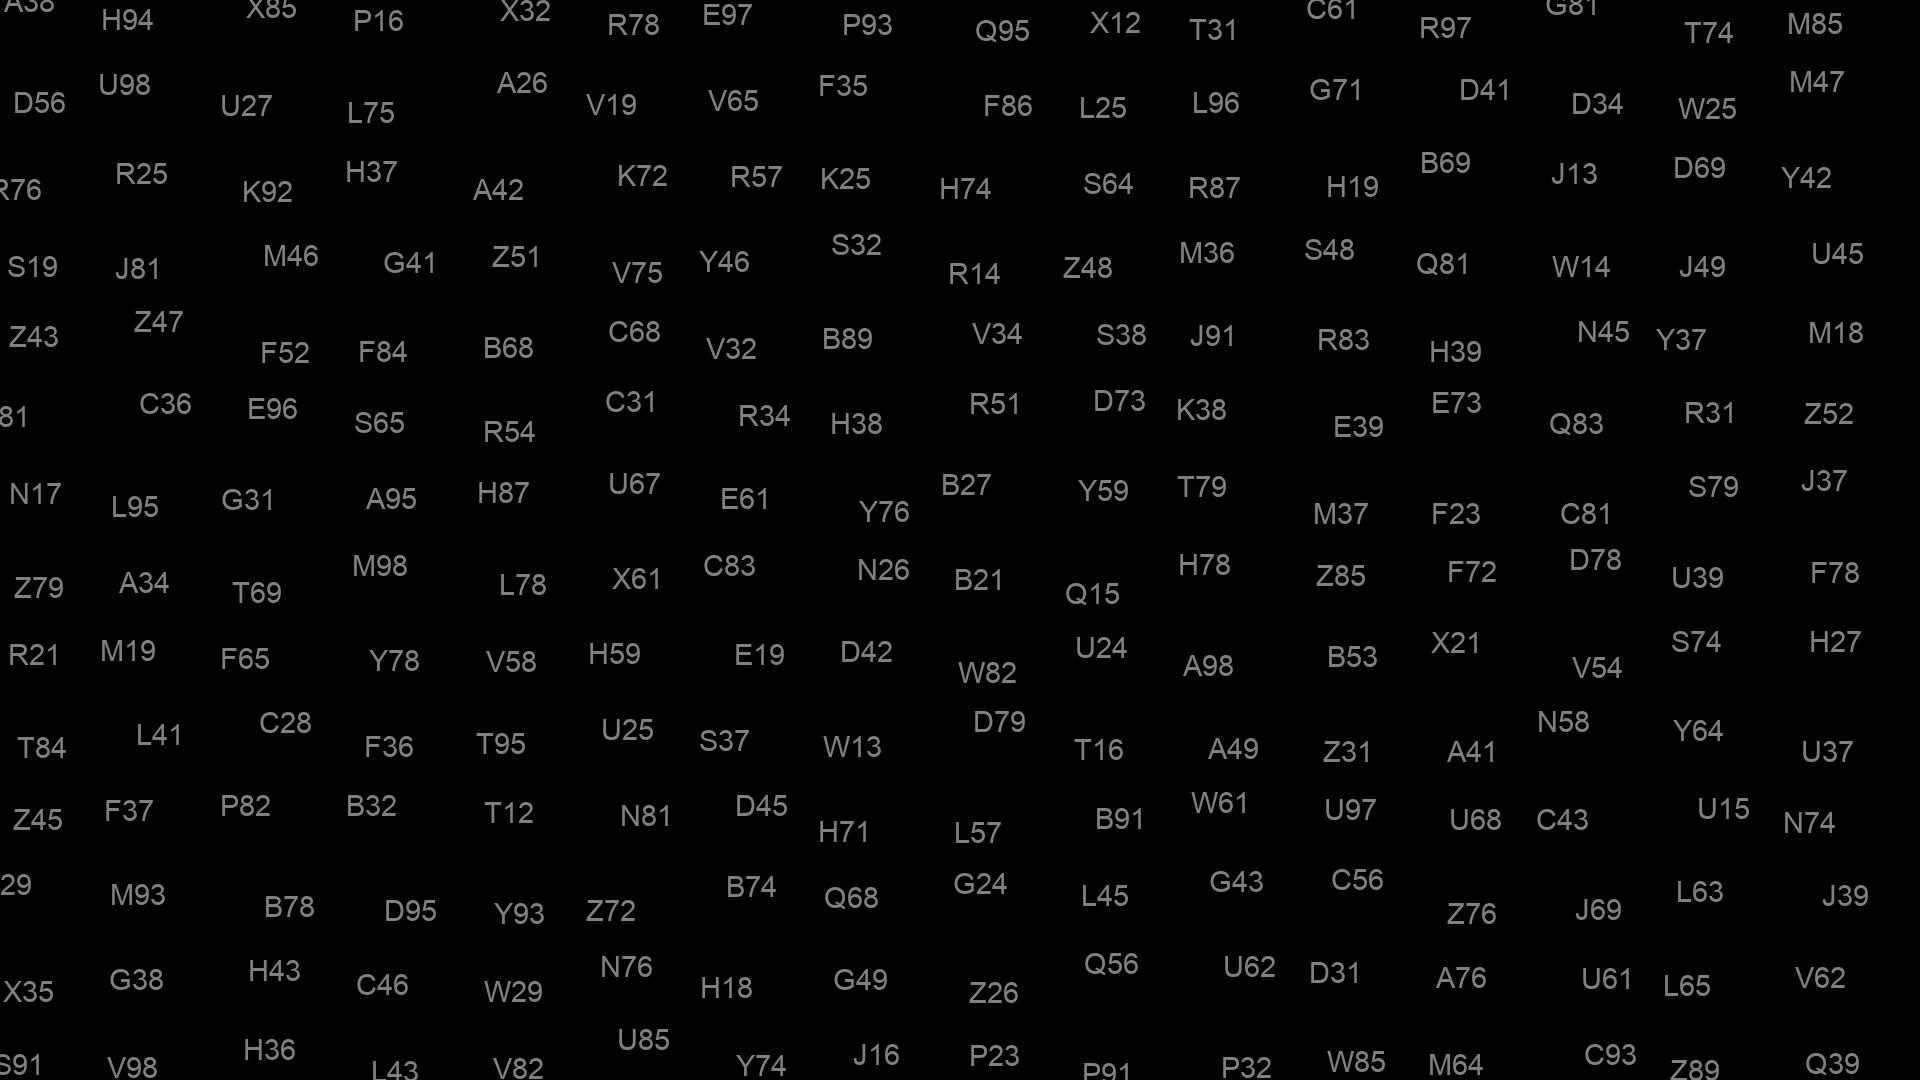 A38 H94 X85 P16 X32 R78 E97 P93 Q95 X12 T31 C61 R97 G81 T74 M85
D56 U98 U27 L75 A26 V19 V65 F35 F86 L25 L96 G71 D41 D34 W25 M47
R76 R25 K92 H37 A42 K72 R57 K25 H74 S64 R87 H19 B69 J13 D69 Y42
S19 J81 M46 G41 Z51 V75 Y46 S32 R14 Z48 M36 S48 Q81 W14 J49 U45
Z43 Z47 F52 F84 B68 C68 V32 B89 V34 S38 J91 R83 H39 N45 Y37 M18
81 C36 E96 S65 R54 C31 R34 H38 R51 D73 K38 E39 E73 Q83 R31 Z52
N17 L95 G31 A95 H87 U67 E61 Y76 B27 Y59 T79 M37 F23 C81 S79 J37
Z79 A34 T69 M98 L78 X61 C83 N26 B21 Q15 H78 Z85 F72 D78 U39 F78
R21 M19 F65 Y78 V58 H59 E19 D42 W82 U24 A98 B53 X21 V54 S74 H27
T84 L41 C28 F36 T95 U25 S37 W13 D79 T16 A49 Z31 A41 N58 Y64 U37
Z45 F37 P82 B32 T12 N81 D45 H71 L57 B91 W61 U97 U68 C43 U15 N74
29 M93 B78 D95 Y93 Z72 B74 Q68 G24 L45 G43 C56 Z76 J69 L63 J39
X35 G38 H43 C46 W29 N76 H18 G49 Z26 Q56 U62 D31 A76 U61 L65 V62
S91 V98 H36 L43 V82 U85 Y74 J16 P23 P91 P32 W85 M64 C93 Z89 Q39